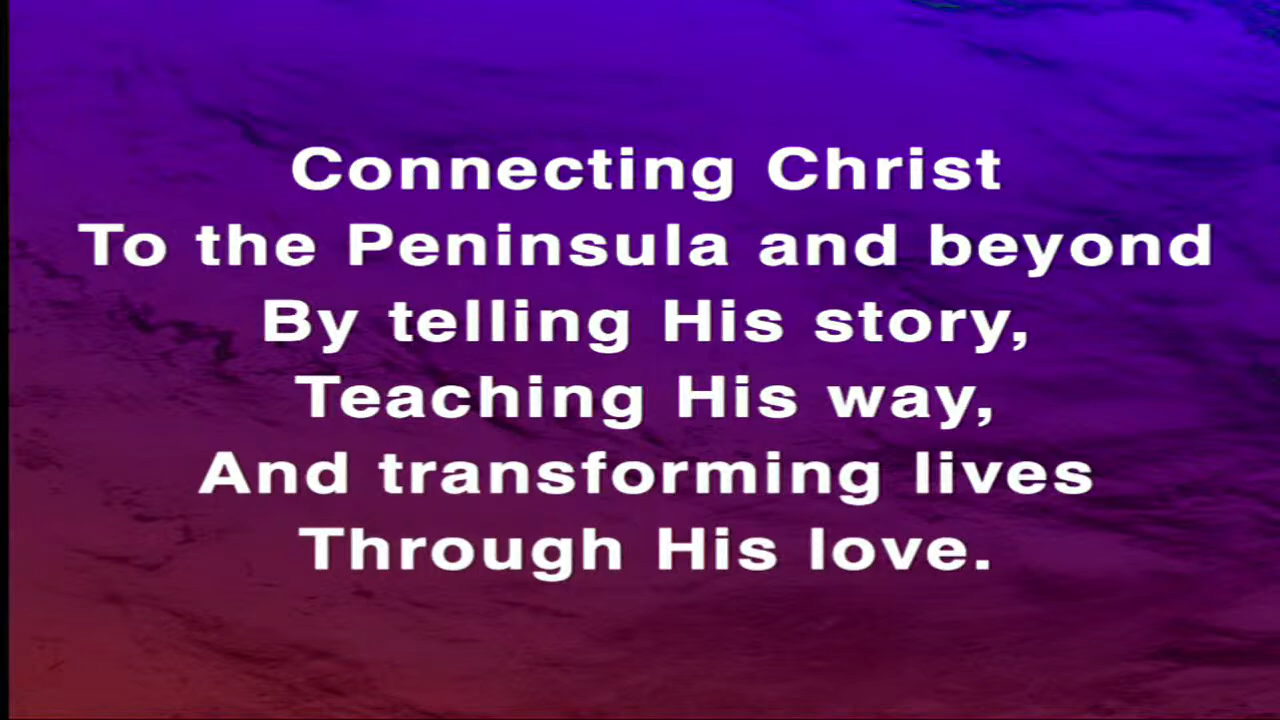 Connecting Christ
To the Peninsula and beyond
By telling His story,
Teaching His way,
And transforming lives
Through His love.